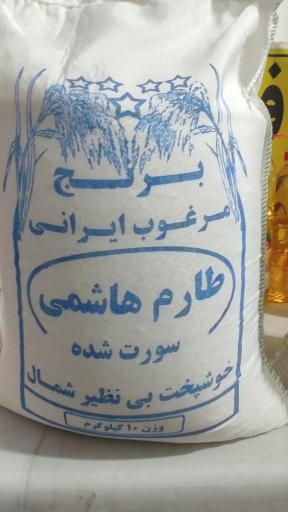 برنج
مرغوب ایرانی
طارم هاشمی
سورت شده
خوشپخت بی نظیر شمال
وزن ۱۰ کیلوگرم